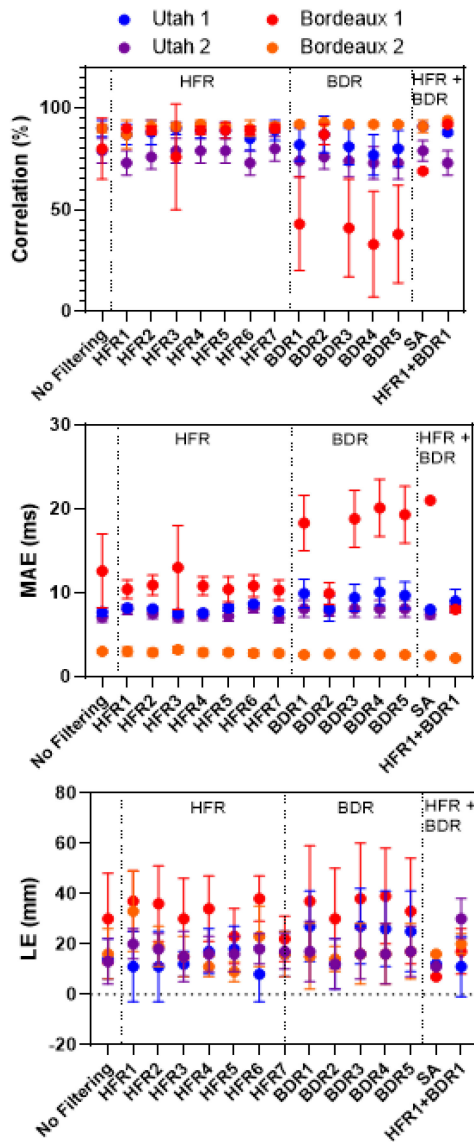 Utah 1 Bordeaux 1
Utah 2 Bordeaux 2
HFR BDR HFR +
BDR
Correlation (%)
100
50
0
No Filtering HFR1 HFR2 HFR3 HFR4 HFR5 HFR6 HFR7 BDR1 BDR2 BDR3 BDR4 BDR5 SA HFR1+BDR1
HFR BDR HFR +
BDR
MAE (ms)
30
20
10
0
No Filtering HFR1 HFR2 HFR3 HFR4 HFR5 HFR6 HFR7 BDR1 BDR2 BDR3 BDR4 BDR5 SA HFR1+BDR1
HFR BDR HFR +
BDR
LE (mm)
80
60
40
20
0
-20
No Filtering HFR1 HFR2 HFR3 HFR4 HFR5 HFR6 HFR7 BDR1 BDR2 BDR3 BDR4 BDR5 SA HFR1+BDR1